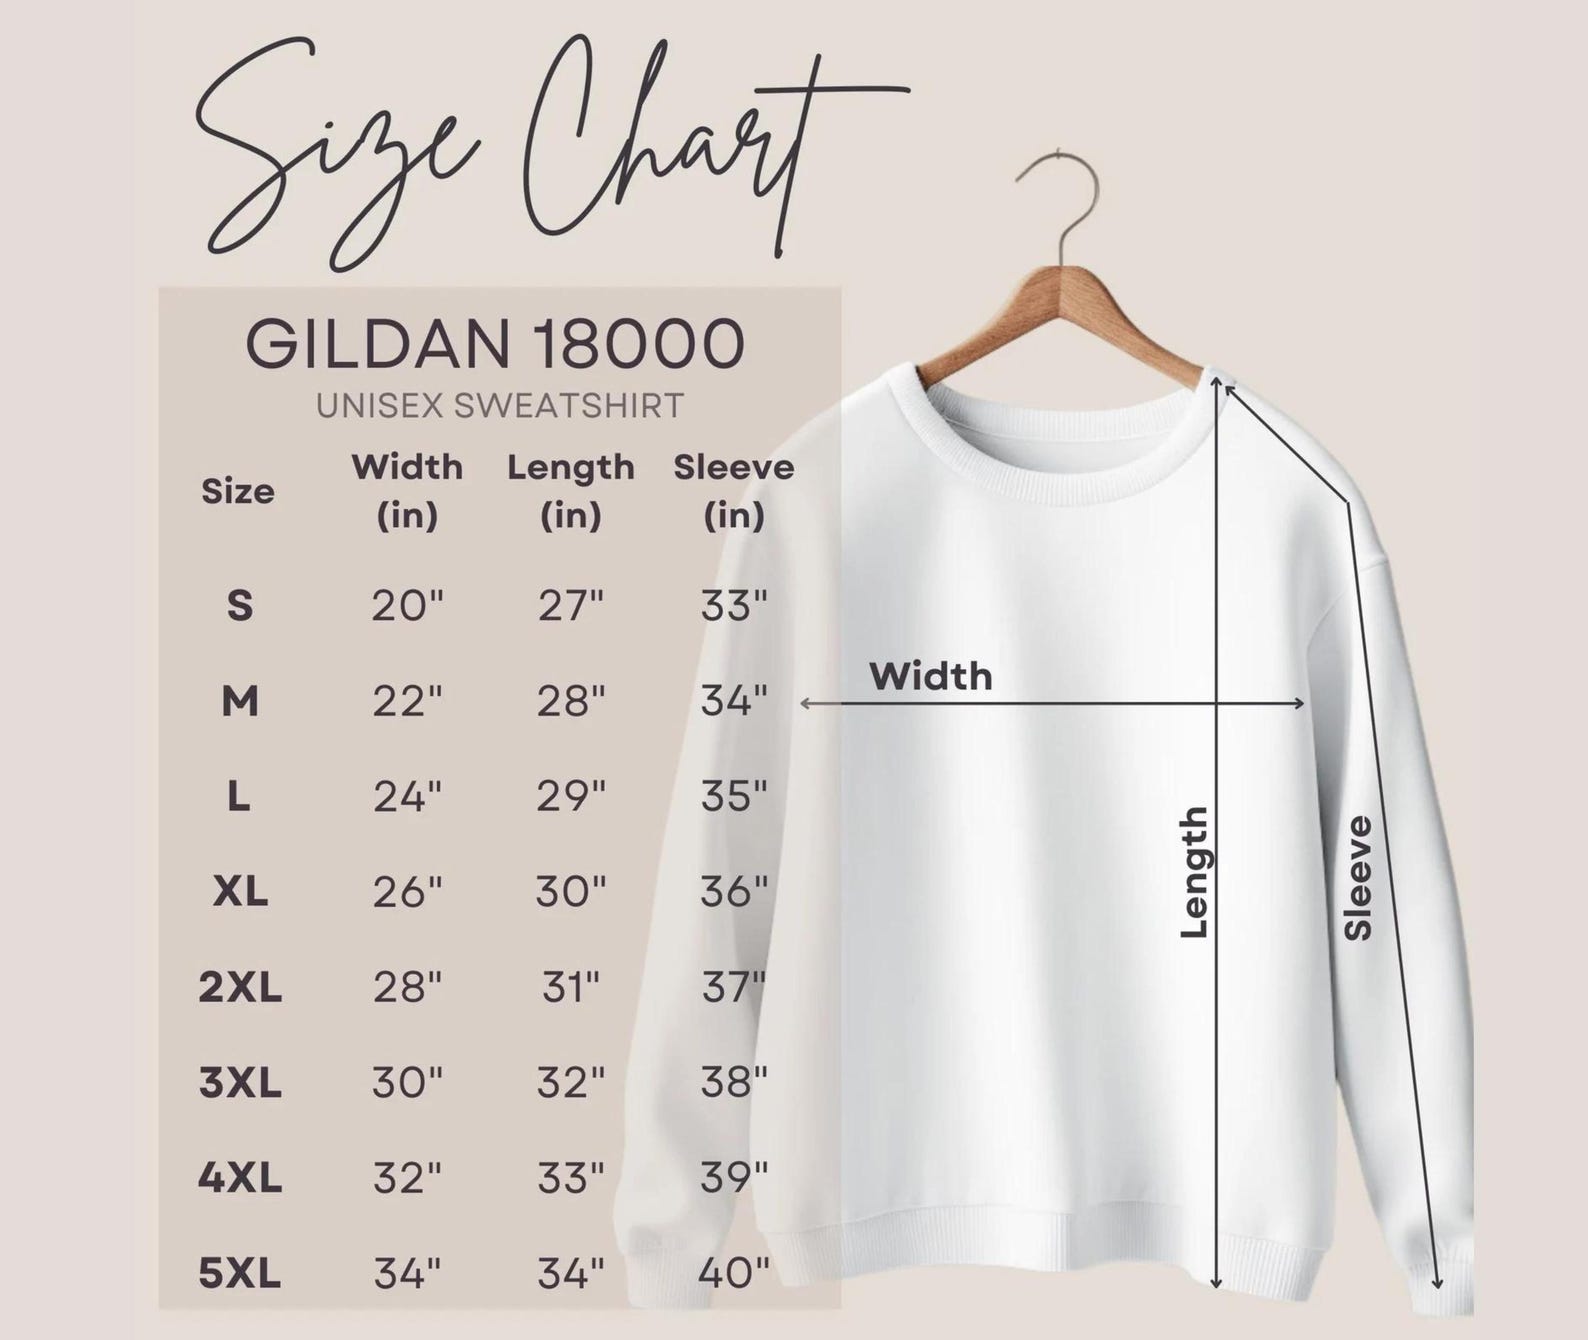 Size Chart
GILDAN 18000
UNISEX SWEATSHIRT
Size Width (in) Length (in) Sleeve (in)
S 20" 27" 33"
M 22" 28" 34"
L 24" 29" 35"
XL 26" 30" 36"
2XL 28" 31" 37"
3XL 30" 32" 38"
4XL 32" 33" 39"
5XL 34" 34" 40"
Width
Length
Sleeve